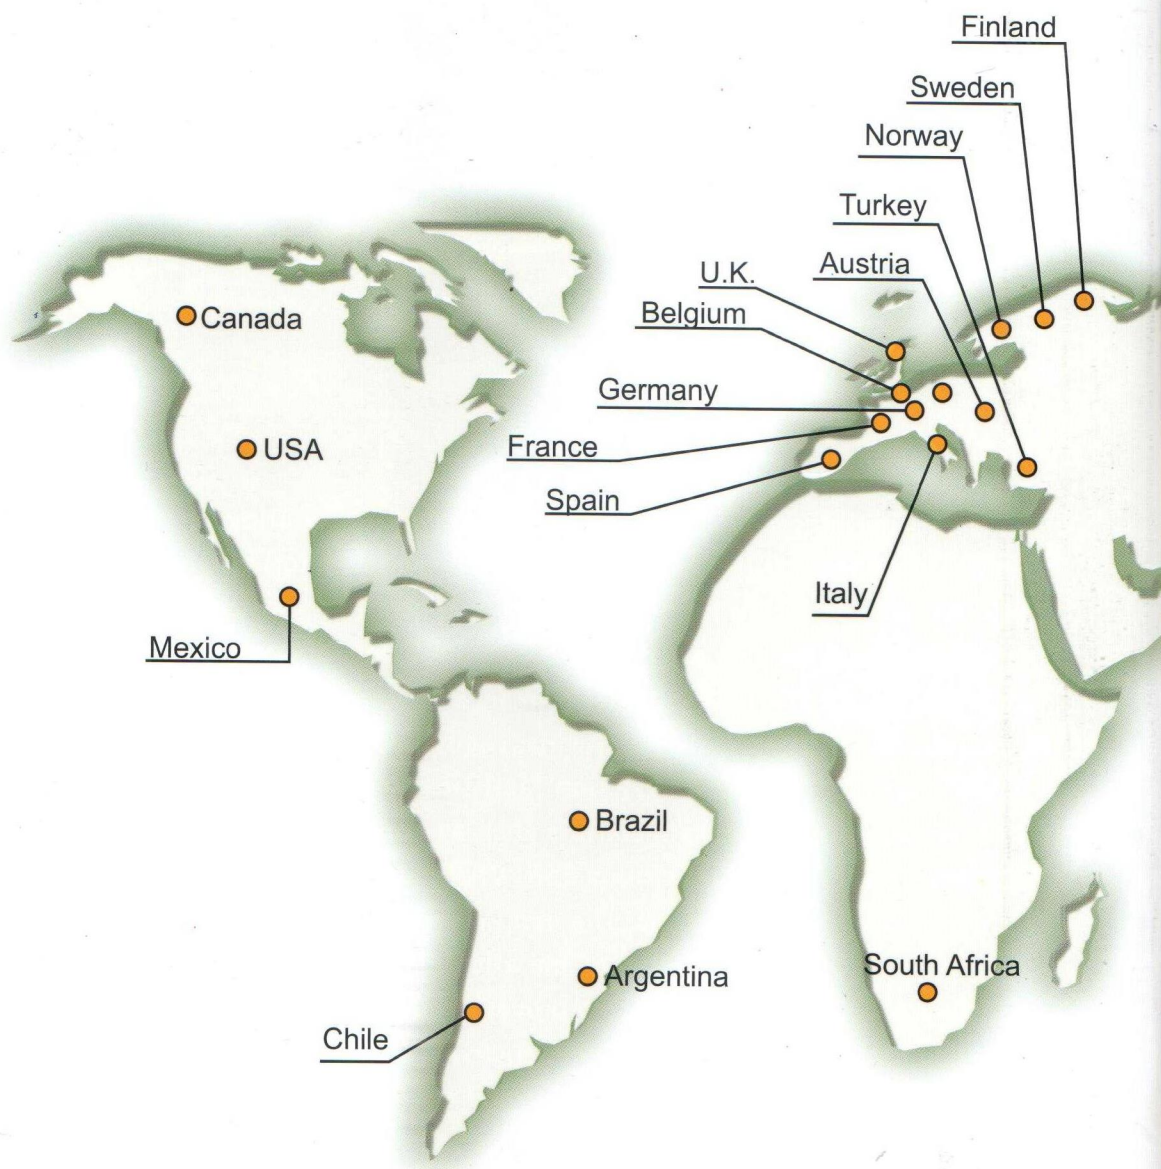 Finland
Sweden
Norway
Turkey
Austria
U.K.
Belgium
Canada
Germany
France
USA
Spain
Italy
Mexico
Brazil
South Africa
Argentina
Chile